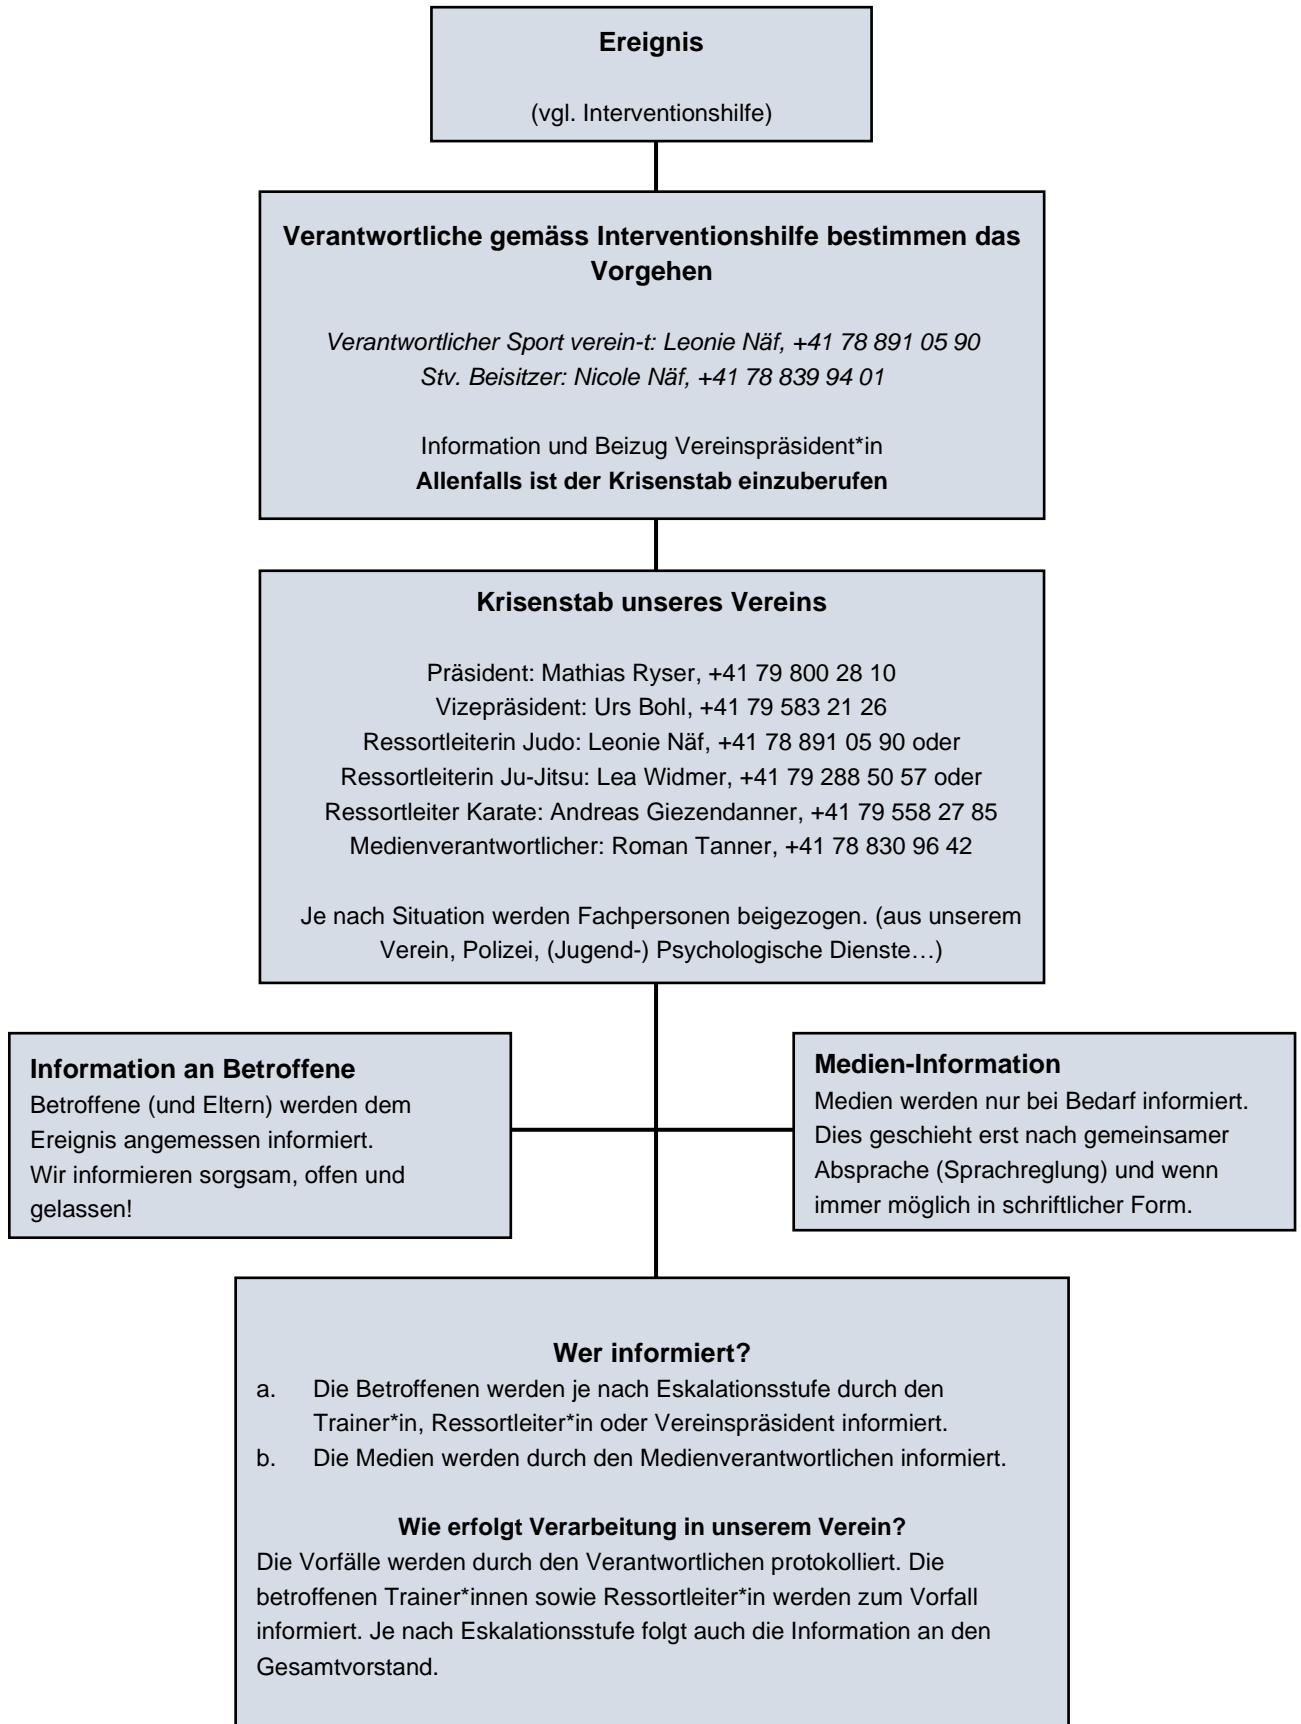 Ereignis
(vgl. Interventionshilfe)
Verantwortliche gemäss Interventionshilfe bestimmen das
Vorgehen
Verantwortlicher Sport verein-t: Leonie Näf, +41 78 891 05 90
Stv. Beisitzer: Nicole Näf, +41 78 839 94 01
Information und Beizug Vereinspräsident*in
Allenfalls ist der Krisenstab einzuberufen
Krisenstab unseres Vereins
Präsident: Mathias Ryser, +41 79 800 28 10
Vizepräsident: Urs Bohl, +41 79 583 21 26
Ressortleiterin Judo: Leonie Näf, +41 78 891 05 90 oder
Ressortleiterin Ju-Jitsu: Lea Widmer, +41 79 288 50 57 oder
Ressortleiter Karate: Andreas Giezendanner, +41 79 558 27 85
Medienverantwortlicher: Roman Tanner, +41 78 830 96 42
Je nach Situation werden Fachpersonen beigezogen. (aus unserem
Verein, Polizei, (Jugend-) Psychologische Dienste…)
Information an Betroffene
Betroffene (und Eltern) werden dem
Ereignis angemessen informiert.
Wir informieren sorgsam, offen und
gelassen!
Medien-Information
Medien werden nur bei Bedarf informiert.
Dies geschieht erst nach gemeinsamer
Absprache (Sprachreglung) und wenn
immer möglich in schriftlicher Form.
Wer informiert?
a. Die Betroffenen werden je nach Eskalationsstufe durch den
Trainer*in, Ressortleiter*in oder Vereinspräsident informiert.
b. Die Medien werden durch den Medienverantwortlichen informiert.
Wie erfolgt Verarbeitung in unserem Verein?
Die Vorfälle werden durch den Verantwortlichen protokolliert. Die
betroffenen Trainer*innen sowie Ressortleiter*in werden zum Vorfall
informiert. Je nach Eskalationsstufe folgt auch die Information an den
Gesamtvorstand.